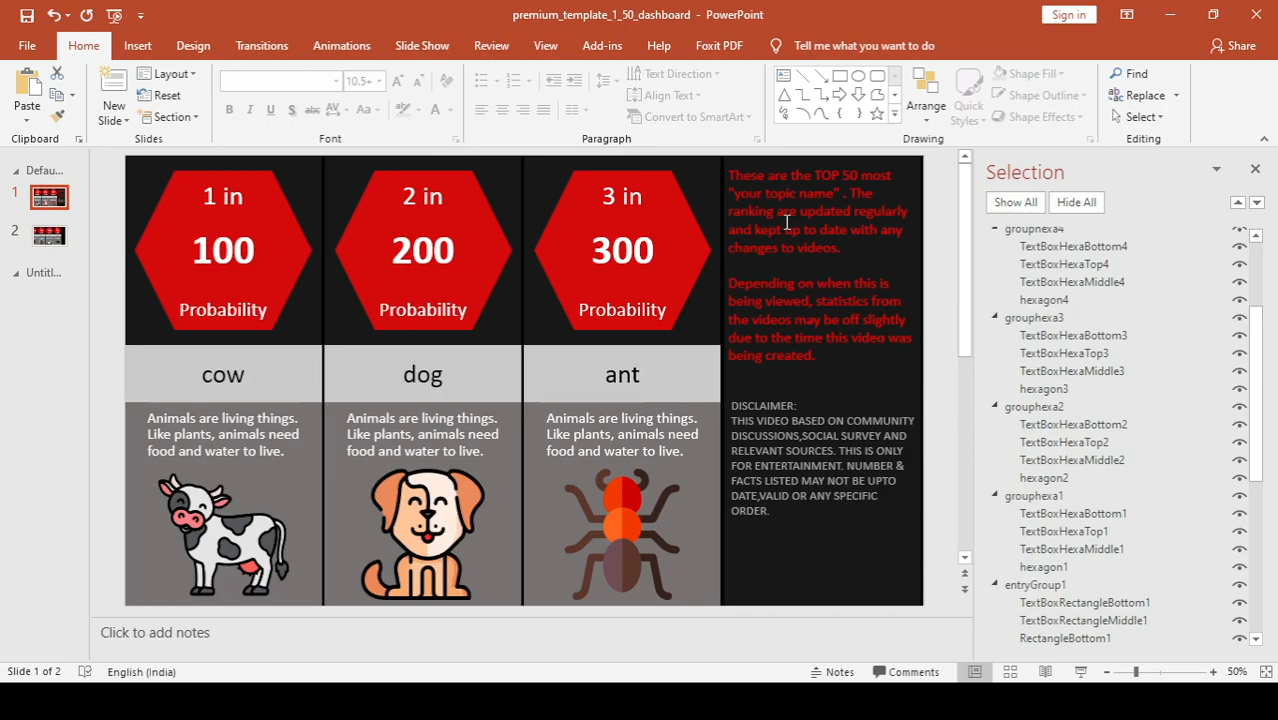 premium_template_1_50_dashboard - PowerPoint
Sign in
File
Home
Insert
Design
Transitions
Animations
Slide Show
Review
View
Add-ins
Help
Foxit PDF
Tell me what you want to do
Share
Paste
New
Slide
Layout
Reset
Section
10.5+
B I U S abc AV Aa A
Text Direction
Align Text
Convert to SmartArt
Arrange
Quick
Styles
Shape Fill
Shape Outline
Shape Effects
Find
Replace
Select
Clipboard
Slides
Font
Paragraph
Drawing
Editing
Defau...
1
2
Untitl...
1 in
100
Probability
2 in
200
Probability
3 in
300
Probability
cow
dog
ant
Animals are living things.
Like plants, animals need
food and water to live.
Animals are living things.
Like plants, animals need
food and water to live.
Animals are living things.
Like plants, animals need
food and water to live.
These are the TOP 50 most
"your topic name" . The
ranking are updated regularly
and kept up to date with any
changes to videos.
Depending on when this is
being viewed, statistics from
the videos may be off slightly
due to the time this video was
being created.
DISCLAIMER:
THIS VIDEO BASED ON COMMUNITY
DISCUSSIONS,SOCIAL SURVEY AND
RELEVANT SOURCES. THIS IS ONLY
FOR ENTERTAINMENT. NUMBER &
FACTS LISTED MAY NOT BE UPTO
DATE,VALID OR ANY SPECIFIC
ORDER.
Selection
Show All
Hide All
grouphexa4
TextBoxHexaBottom4
TextBoxHexaTop4
TextBoxHexaMiddle4
hexagon4
grouphexa3
TextBoxHexaBottom3
TextBoxHexaTop3
TextBoxHexaMiddle3
hexagon3
grouphexa2
TextBoxHexaBottom2
TextBoxHexaTop2
TextBoxHexaMiddle2
hexagon2
grouphexa1
TextBoxHexaBottom1
TextBoxHexaTop1
TextBoxHexaMiddle1
hexagon1
entryGroup1
TextBoxRectangleBottom1
TextBoxRectangleMiddle1
RectangleBottom1
Click to add notes
Slide 1 of 2
English (India)
Notes
Comments
50%